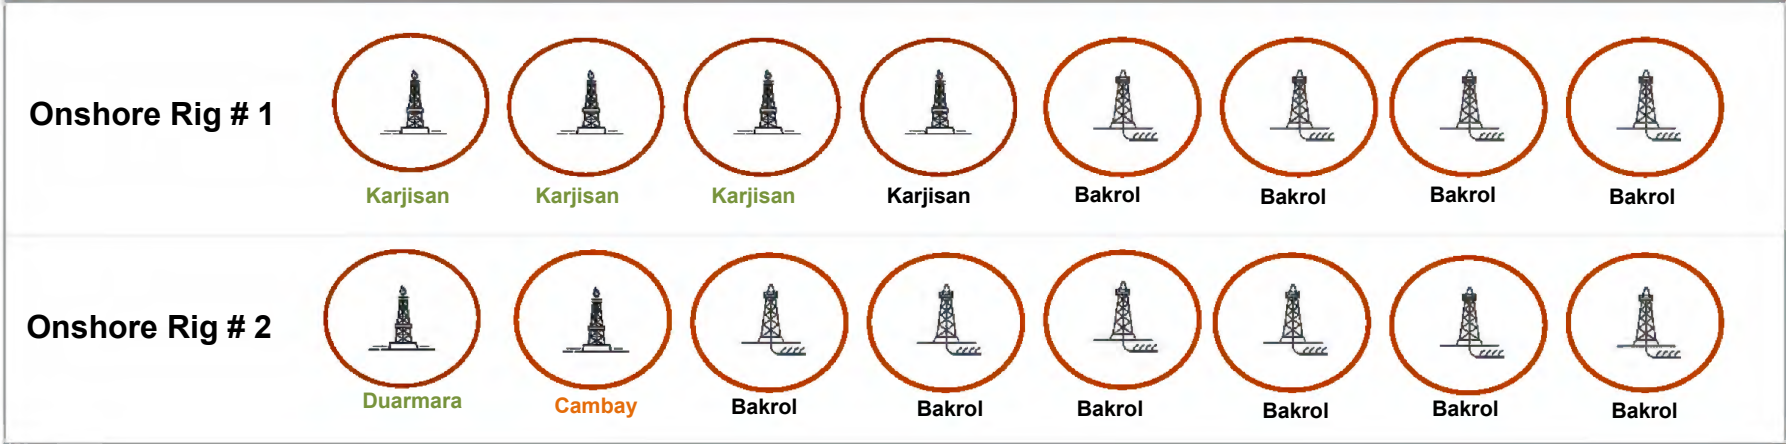 Onshore Rig # 1
Karjisan Karjisan Karjisan Karjisan Bakrol Bakrol Bakrol Bakrol
Onshore Rig # 2
Duarmara Cambay Bakrol Bakrol Bakrol Bakrol Bakrol Bakrol